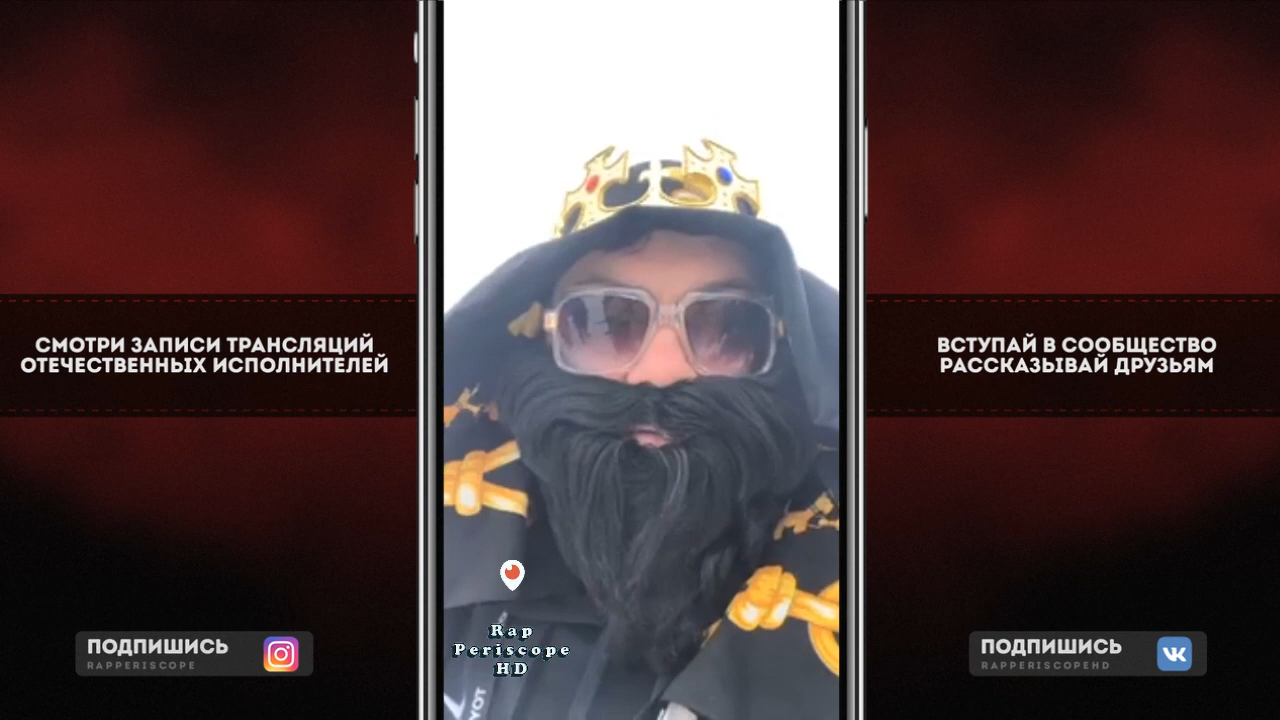 СМОТРИ ЗАПИСИ ТРАНСЛЯЦИЙ
ОТЕЧЕСТВЕННЫХ ИСПОЛНИТЕЛЕЙ
ВСТУПАЙ В СООБЩЕСТВО
РАССКАЗЫВАЙ ДРУЗЬЯМ
Rap
Periscope
HD
ПОДПИШИСЬ
RAPPERISCOPE
ПОДПИШИСЬ
RAPPERISCOPEHD